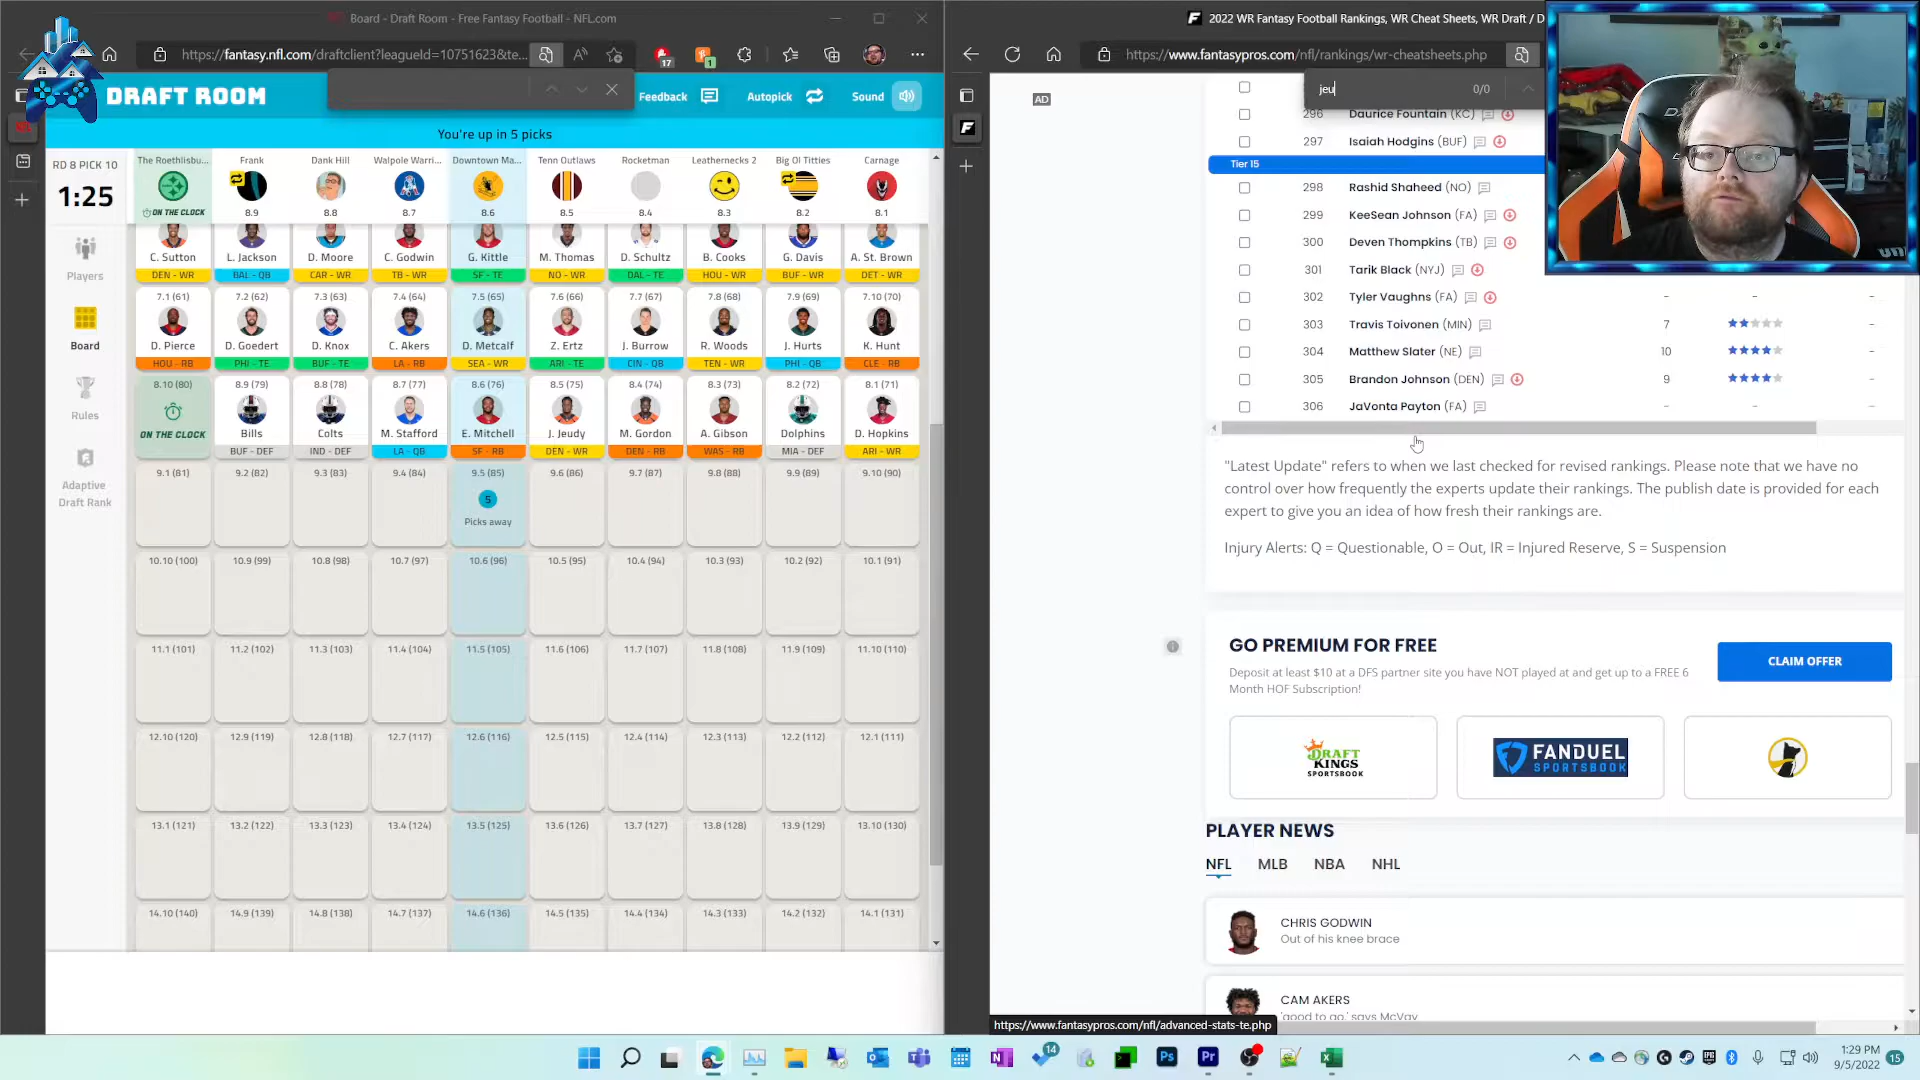 Board - Draft Room - Free Fantasy Football - NFL.com
https://fantasy.nfl.com/draftclient?leagueId=10751623&te...
17
1
DRAFT ROOM
Feedback
Autopick
Sound
You're up in 5 picks
RD 8 PICK 10
1:25
Players
Board
Rules
Adaptive
Draft Rank
The Roethlisbu... Frank Dank Hill Walpole Warri... Downtown Ma... Tenn Outlaws Rocketman Leathernecks 2 Big Ol Titties Carnage
ON THE CLOCK 8.9 8.8 8.7 8.6 8.5 8.4 8.3 8.2 8.1
C. Sutton L. Jackson D. Moore C. Godwin G. Kittle M. Thomas D. Schultz B. Cooks G. Davis A. St. Brown
DEN - WR BAL - QB CAR - WR TB - WR SF - TE NO - WR DAL - TE HOU - WR BUF - WR DET - WR
7.1 (61) 7.2 (62) 7.3 (63) 7.4 (64) 7.5 (65) 7.6 (66) 7.7 (67) 7.8 (68) 7.9 (69) 7.10 (70)
D. Pierce D. Goedert D. Knox C. Akers D. Metcalf Z. Ertz J. Burrow R. Woods J. Hurts K. Hunt
HOU - RB PHI - TE BUF - TE LA - RB SEA - WR ARI - TE CIN - QB TEN - WR PHI - QB CLE - RB
8.10 (80) 8.9 (79) 8.8 (78) 8.7 (77) 8.6 (76) 8.5 (75) 8.4 (74) 8.3 (73) 8.2 (72) 8.1 (71)
ON THE CLOCK Bills Colts M. Stafford E. Mitchell J. Jeudy M. Gordon A. Gibson Dolphins D. Hopkins
BUF - DEF IND - DEF LA - QB SF - RB DEN - WR DEN - RB WAS - RB MIA - DEF ARI - WR
9.1 (81) 9.2 (82) 9.3 (83) 9.4 (84) 9.5 (85) 9.6 (86) 9.7 (87) 9.8 (88) 9.9 (89) 9.10 (90)
5
Picks away
10.10 (100) 10.9 (99) 10.8 (98) 10.7 (97) 10.6 (96) 10.5 (95) 10.4 (94) 10.3 (93) 10.2 (92) 10.1 (91)
11.1 (101) 11.2 (102) 11.3 (103) 11.4 (104) 11.5 (105) 11.6 (106) 11.7 (107) 11.8 (108) 11.9 (109) 11.10 (110)
12.10 (120) 12.9 (119) 12.8 (118) 12.7 (117) 12.6 (116) 12.5 (115) 12.4 (114) 12.3 (113) 12.2 (112) 12.1 (111)
13.1 (121) 13.2 (122) 13.3 (123) 13.4 (124) 13.5 (125) 13.6 (126) 13.7 (127) 13.8 (128) 13.9 (129) 13.10 (130)
14.10 (140) 14.9 (139) 14.8 (138) 14.7 (137) 14.6 (136) 14.5 (135) 14.4 (134) 14.3 (133) 14.2 (132) 14.1 (131)
2022 WR Fantasy Football Rankings, WR Cheat Sheets, WR Draft / D
https://www.fantasypros.com/nfl/rankings/wr-cheatsheets.php
jeu 0/0
AD
296 Daurice Fountain (KC)
297 Isaiah Hodgins (BUF)
Tier 15
298 Rashid Shaheed (NO)
299 KeeSean Johnson (FA)
300 Deven Thompkins (TB)
301 Tarik Black (NYJ)
302 Tyler Vaughns (FA) - - -
303 Travis Toivonen (MIN) 7 -
304 Matthew Slater (NE) 10 -
305 Brandon Johnson (DEN) 9 -
306 JaVonta Payton (FA) - - -
"Latest Update" refers to when we last checked for revised rankings. Please note that we have no
control over how frequently the experts update their rankings. The publish date is provided for each
expert to give you an idea of how fresh their rankings are.
Injury Alerts: Q = Questionable, O = Out, IR = Injured Reserve, S = Suspension
GO PREMIUM FOR FREE
Deposit at least $10 at a DFS partner site you have NOT played at and get up to a FREE 6
Month HOF Subscription!
CLAIM OFFER
DRAFT
KINGS
SPORTSBOOK
FANDUEL
SPORTSBOOK
PLAYER NEWS
NFL MLB NBA NHL
CHRIS GODWIN
Out of his knee brace
CAM AKERS
'good to go,' says McVay
https://www.fantasypros.com/nfl/advanced-stats-te.php
14
Ps
Pr
1:29 PM
9/5/2022
15